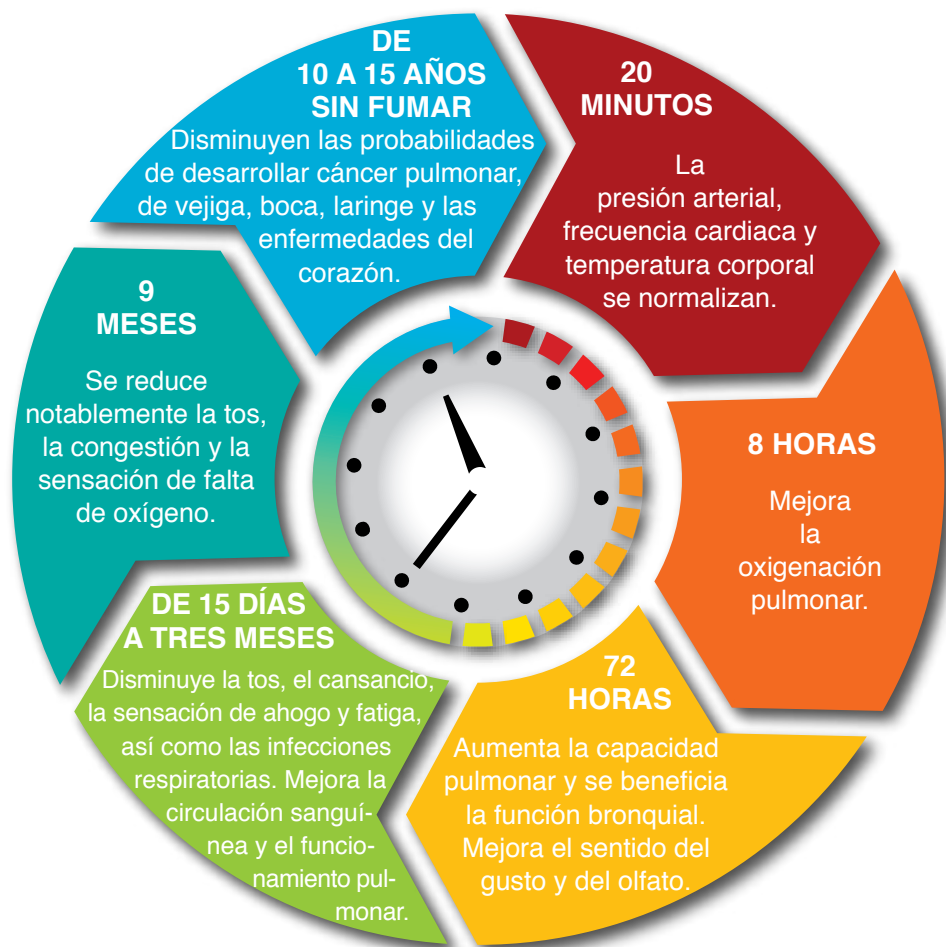 20
MINUTOS
La
presión arterial,
frecuencia cardiaca y
temperatura corporal
se normalizan.
8 HORAS
Mejora
la
oxigenación
pulmonar.
72
HORAS
Aumenta la capacidad
pulmonar y se beneficia
la función bronquial.
Mejora el sentido del
gusto y del olfato.
DE 15 DÍAS
A TRES MESES
Disminuye la tos, el cansancio,
la sensación de ahogo y fatiga,
así como las infecciones
respiratorias. Mejora la
circulación sanguí-
nea y el funcio-
namiento pul-
monar.
9
MESES
Se reduce
notablemente la tos,
la congestión y la
sensación de falta
de oxígeno.
DE
10 A 15 AÑOS
SIN FUMAR
Disminuyen las probabilidades
de desarrollar cáncer pulmonar,
de vejiga, boca, laringe y las
enfermedades del
corazón.